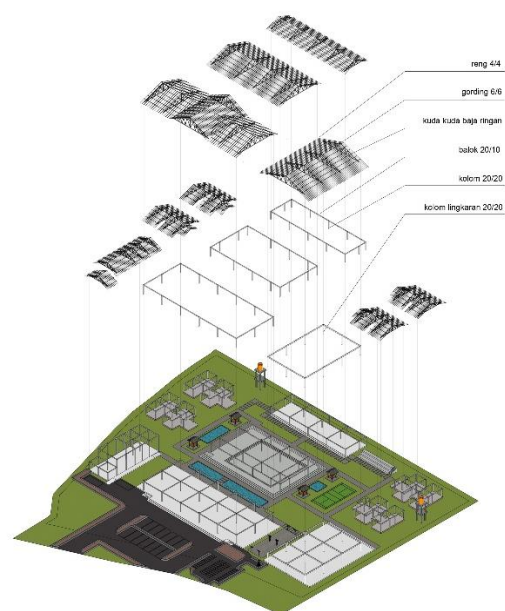 reng 4/4
gording 6/6
kuda kuda baja ringan
balok 20/10
kolom 20/20
kolom lingkaran 20/20